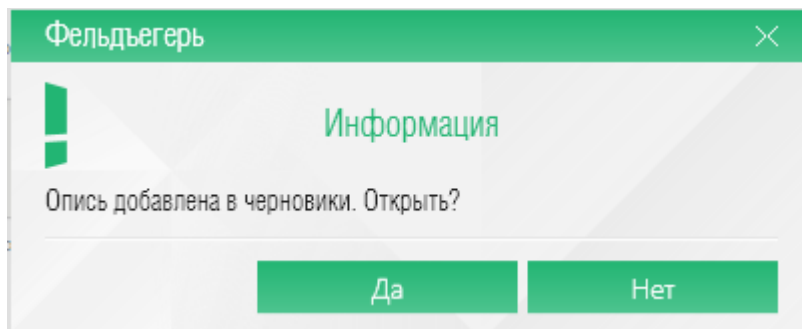 Фельдъегерь
Информация
Опись добавлена в черновики. Открыть?
Да
Нет